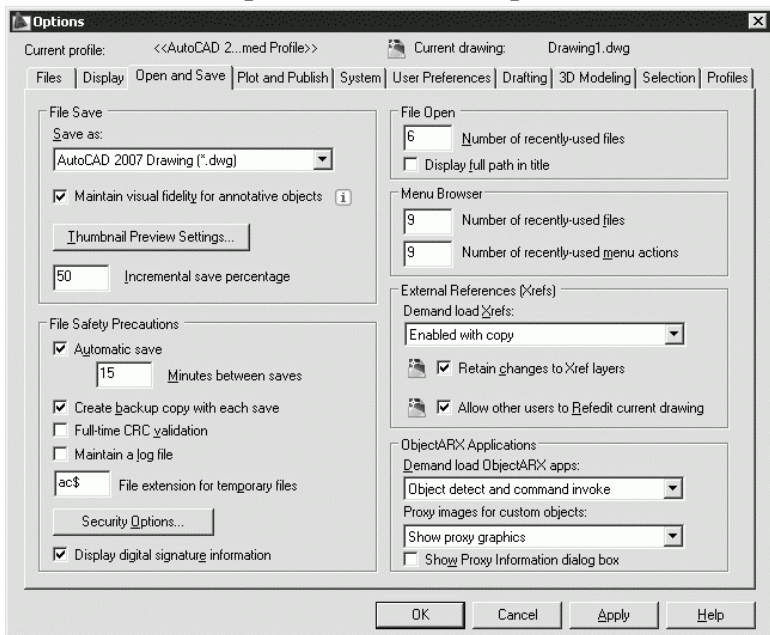 Options
Current profile: <<AutoCAD 2...med Profile>> Current drawing: Drawing1.dwg
Files Display Open and Save Plot and Publish System User Preferences Drafting 3D Modeling Selection Profiles
File Save
Save as:
AutoCAD 2007 Drawing (*.dwg)
Maintain visual fidelity for annotative objects i
Thumbnail Preview Settings...
50 Incremental save percentage
File Safety Precautions
Automatic save
15 Minutes between saves
Create backup copy with each save
Full-time CRC validation
Maintain a log file
ac$ File extension for temporary files
Security Options...
Display digital signature information
File Open
6 Number of recently-used files
Display full path in title
Menu Browser
9 Number of recently-used files
9 Number of recently-used menu actions
External References (Xrefs)
Demand load Xrefs:
Enabled with copy
Retain changes to Xref layers
Allow other users to Refedit current drawing
ObjectARX Applications
Demand load ObjectARX apps:
Object detect and command invoke
Proxy images for custom objects:
Show proxy graphics
Show Proxy Information dialog box
OK Cancel Apply Help